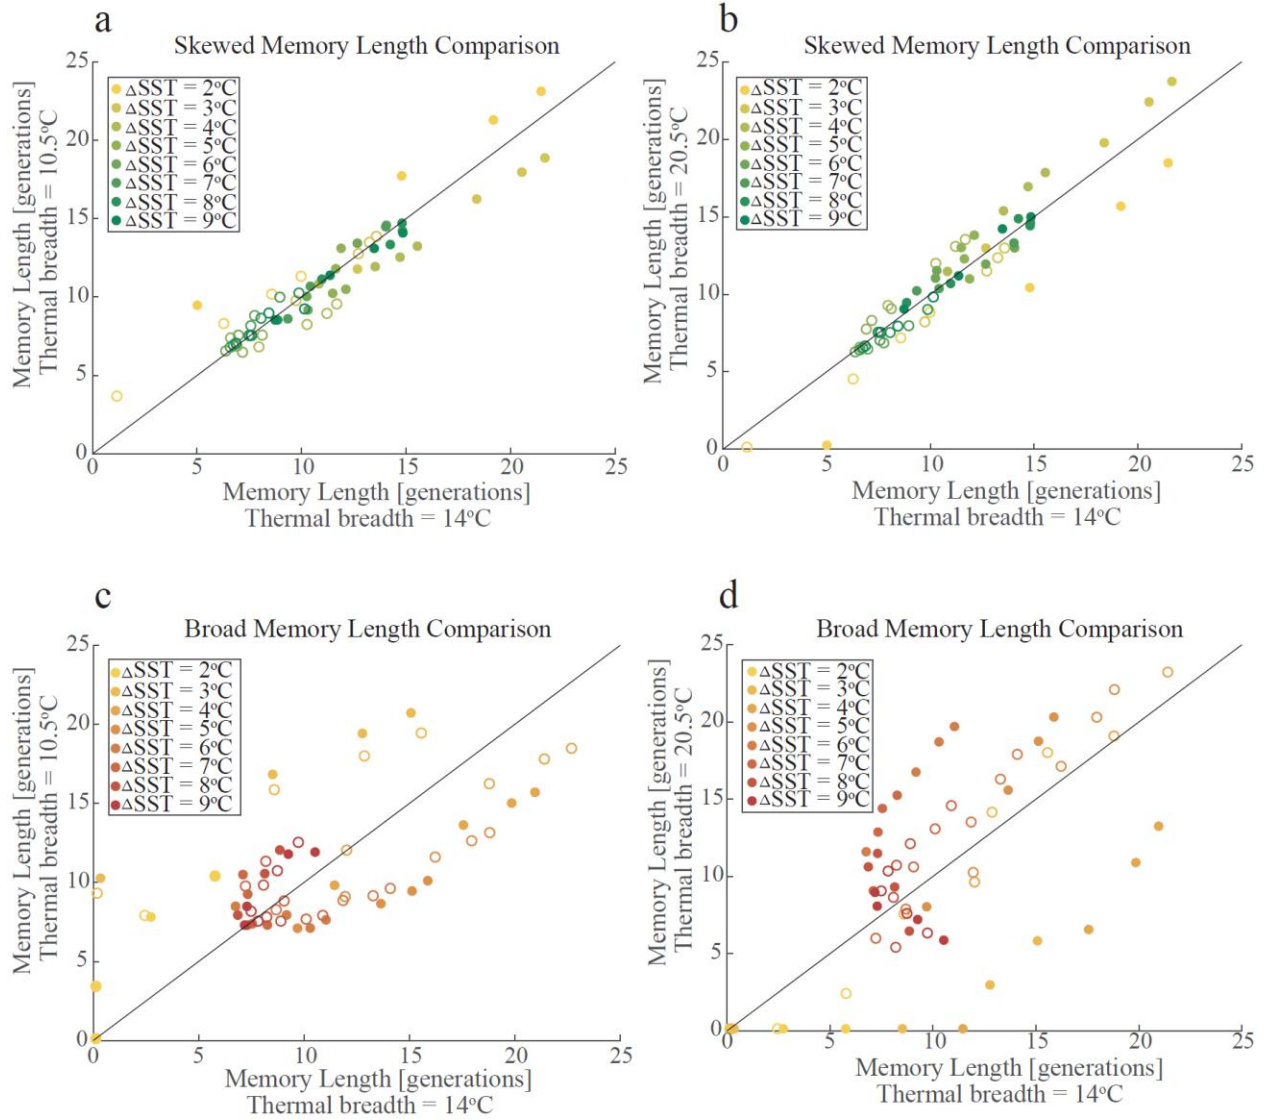 a
Skewed Memory Length Comparison
Memory Length [generations]
Thermal breadth = 10.5°C
25
20
15
10
5
0
ΔSST = 2°C
ΔSST = 3°C
ΔSST = 4°C
ΔSST = 5°C
ΔSST = 6°C
ΔSST = 7°C
ΔSST = 8°C
ΔSST = 9°C
0 5 10 15 20 25
Memory Length [generations]
Thermal breadth = 14°C
b
Skewed Memory Length Comparison
Memory Length [generations]
Thermal breadth = 20.5°C
25
20
15
10
5
0
ΔSST = 2°C
ΔSST = 3°C
ΔSST = 4°C
ΔSST = 5°C
ΔSST = 6°C
ΔSST = 7°C
ΔSST = 8°C
ΔSST = 9°C
0 5 10 15 20 25
Memory Length [generations]
Thermal breadth = 14°C
c
Broad Memory Length Comparison
Memory Length [generations]
Thermal breadth = 10.5°C
25
20
15
10
5
0
ΔSST = 2°C
ΔSST = 3°C
ΔSST = 4°C
ΔSST = 5°C
ΔSST = 6°C
ΔSST = 7°C
ΔSST = 8°C
ΔSST = 9°C
0 5 10 15 20 25
Memory Length [generations]
Thermal breadth = 14°C
d
Broad Memory Length Comparison
Memory Length [generations]
Thermal breadth = 20.5°C
25
20
15
10
5
0
ΔSST = 2°C
ΔSST = 3°C
ΔSST = 4°C
ΔSST = 5°C
ΔSST = 6°C
ΔSST = 7°C
ΔSST = 8°C
ΔSST = 9°C
0 5 10 15 20 25
Memory Length [generations]
Thermal breadth = 14°C